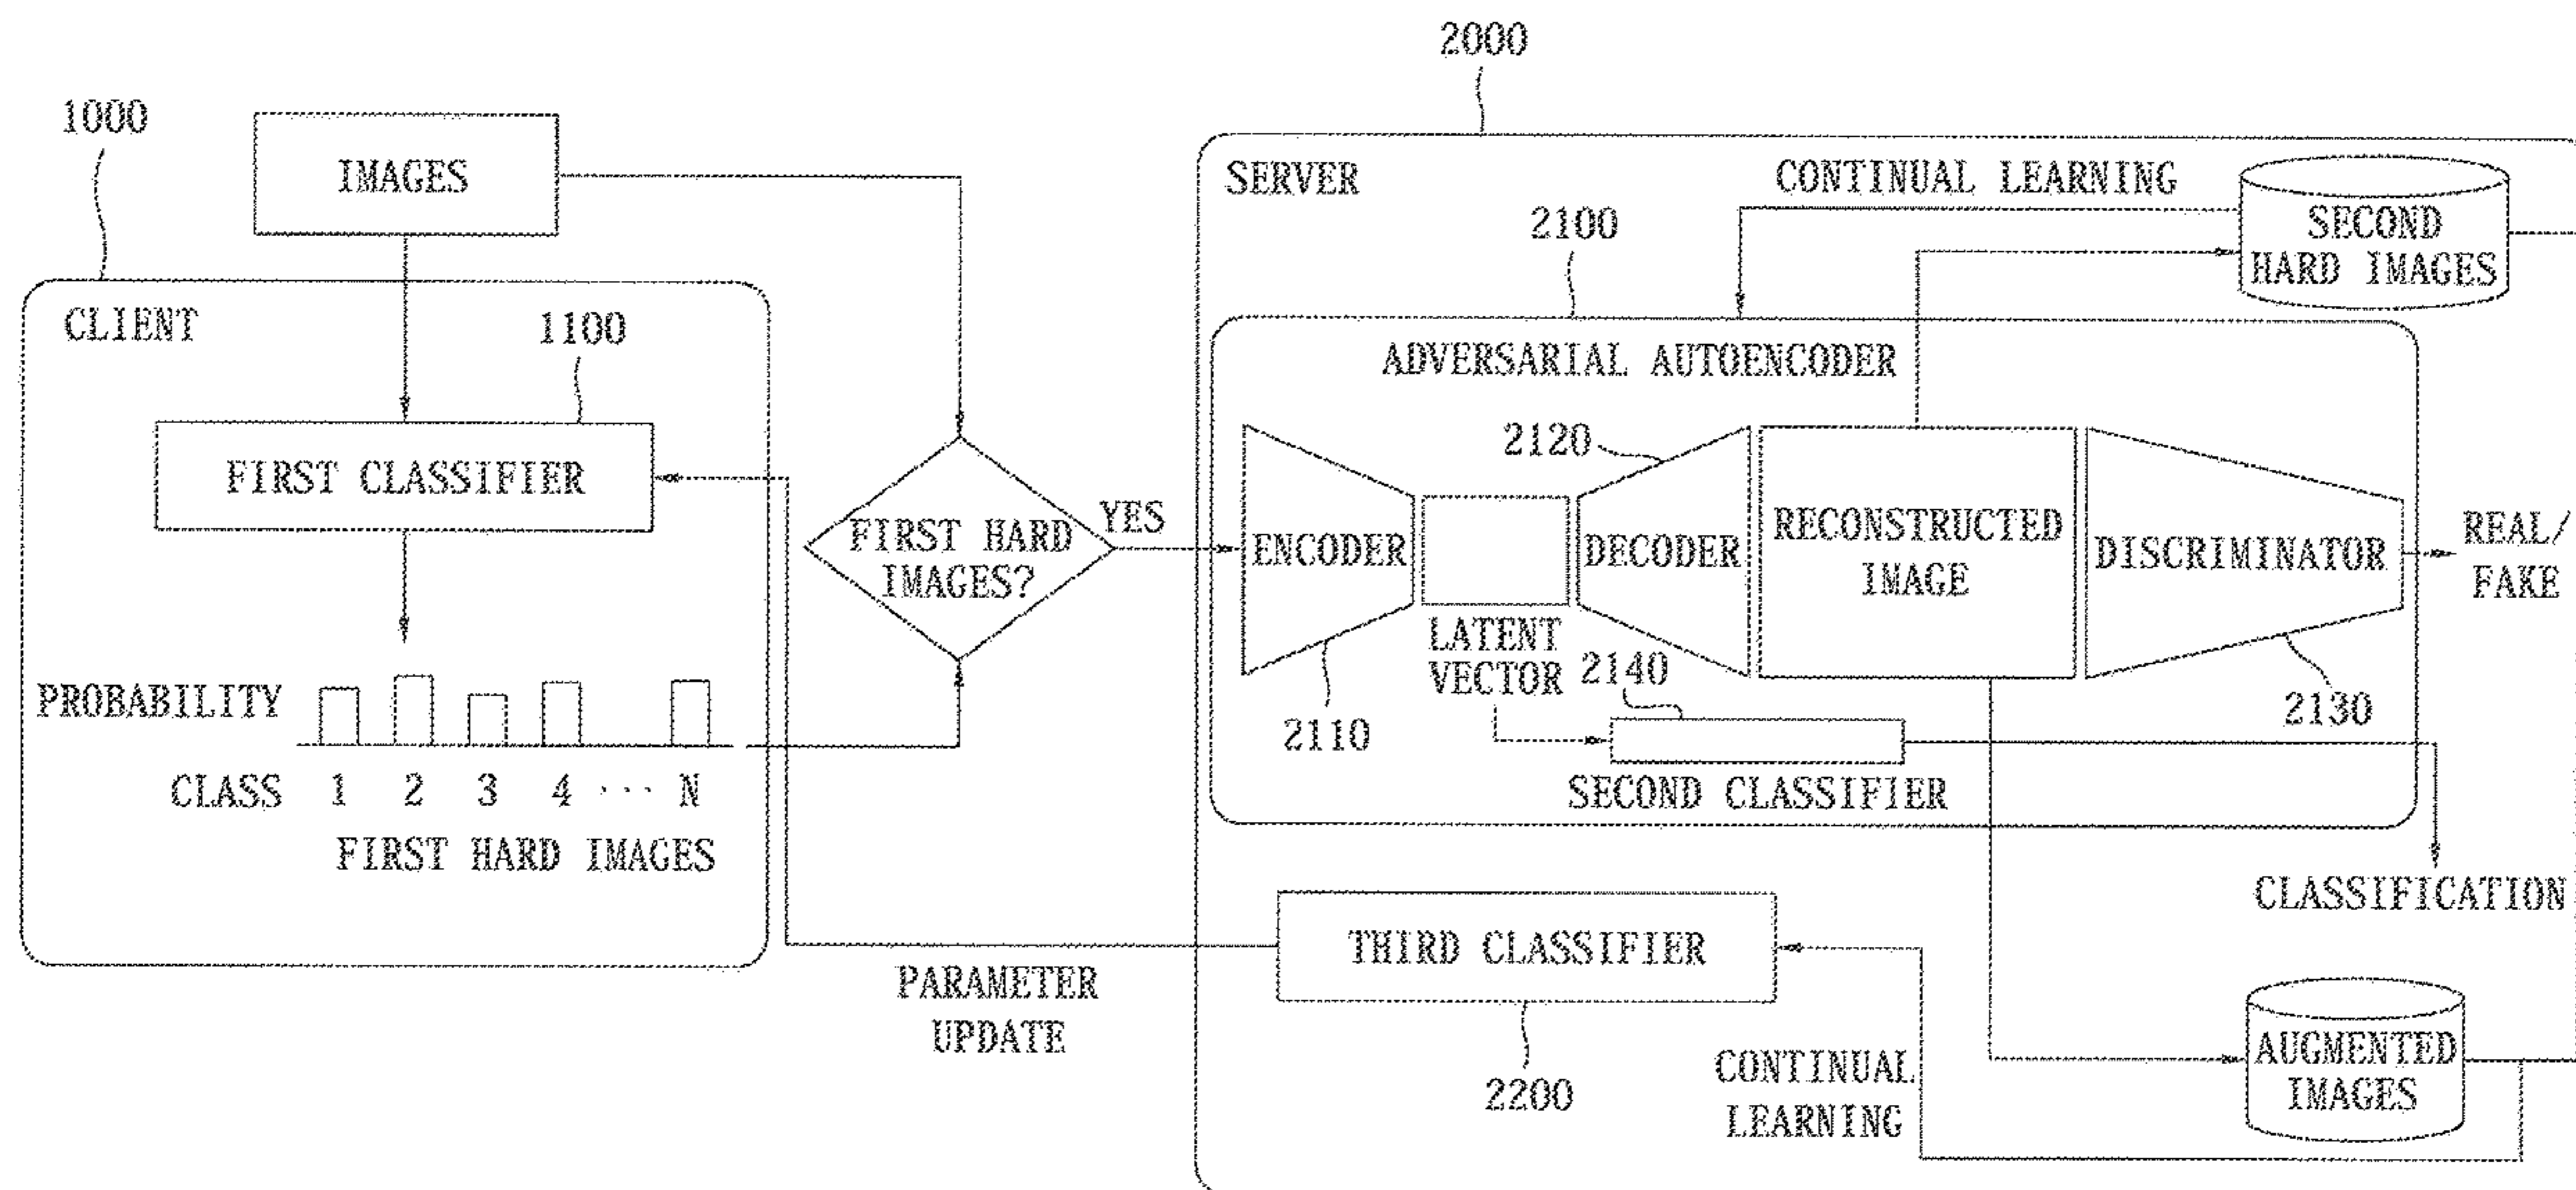 2000
1000
IMAGES
SERVER
CONTINUAL LEARNING
SECOND
HARD IMAGES
2100
CLIENT
1100
ADVERSARIAL AUTOENCODER
FIRST CLASSIFIER
2120
FIRST HARD
IMAGES?
YES
ENCODER
DECODER
RECONSTRUCTED
IMAGE
DISCRIMINATOR
REAL/
FAKE
LATENT
VECTOR
2140
2110
2130
PROBABILITY
CLASS 1 2 3 4 ... N
FIRST HARD IMAGES
SECOND CLASSIFIER
CLASSIFICATION
THIRD CLASSIFIER
PARAMETER
UPDATE
2200
CONTINUAL
LEARNING
AUGMENTED
IMAGES